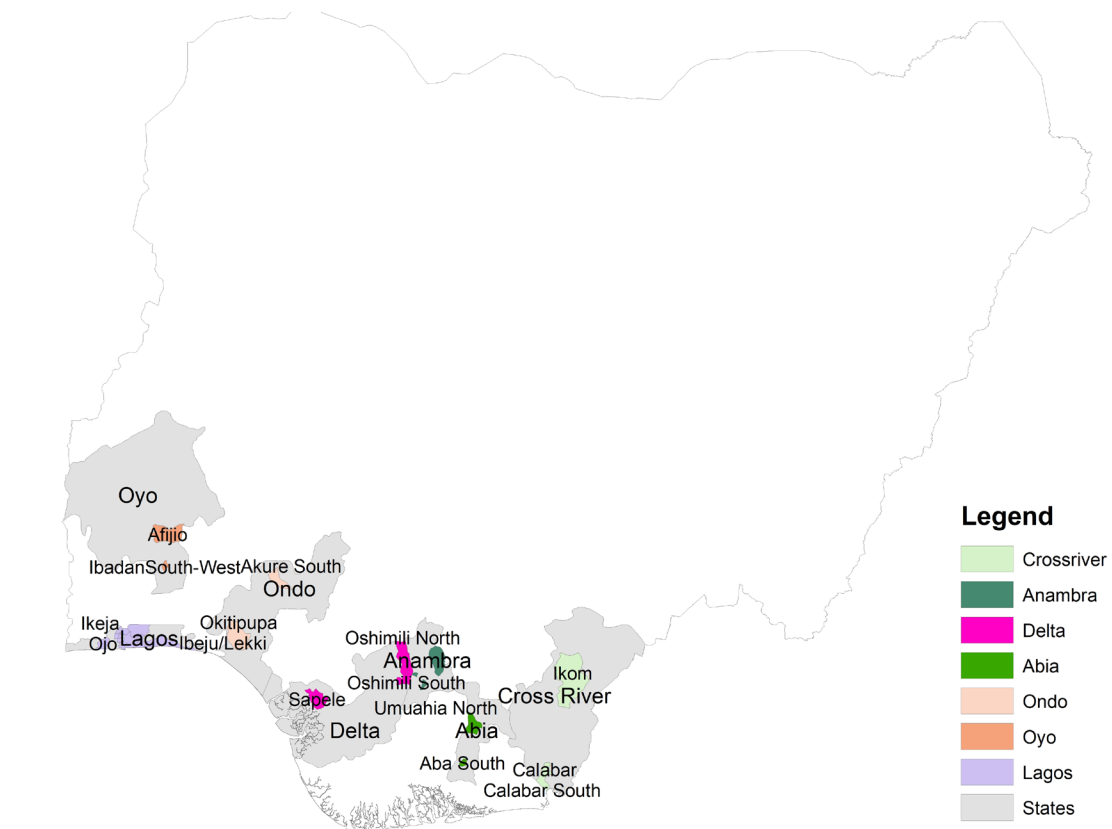 Oyo
Afijio
IbadanSouth-West
Akure South
Ondo
Ikeja
Okitipupa
Ojo
Lagos
Ibeju/Lekki
Oshimili North
Anambra
Oshimili South
Ikom
Cross River
Sapele
Umuahia North
Delta
Abia
Aba South
Calabar
Calabar South
Legend
Crossriver
Anambra
Delta
Abia
Ondo
Oyo
Lagos
States